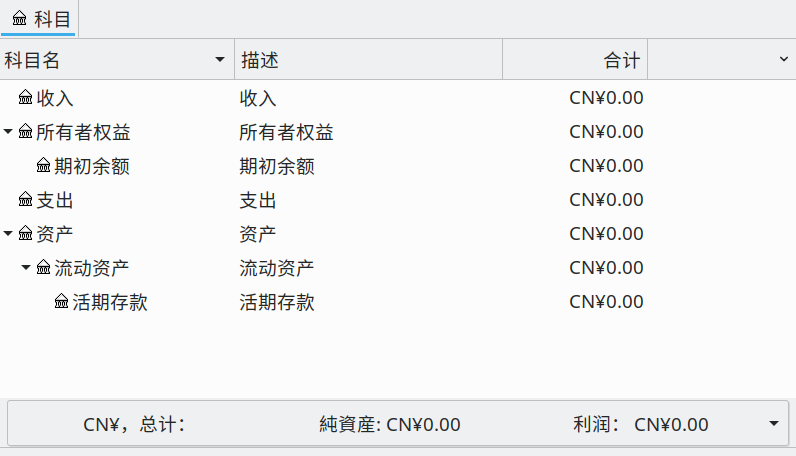 科目
科目名 描述 合计
收入 收入 CN¥0.00
所有者权益 所有者权益 CN¥0.00
期初余额 期初余额 CN¥0.00
支出 支出 CN¥0.00
资产 资产 CN¥0.00
流动资产 流动资产 CN¥0.00
活期存款 活期存款 CN¥0.00
CN¥，总计： 純資産: CN¥0.00 利润： CN¥0.00